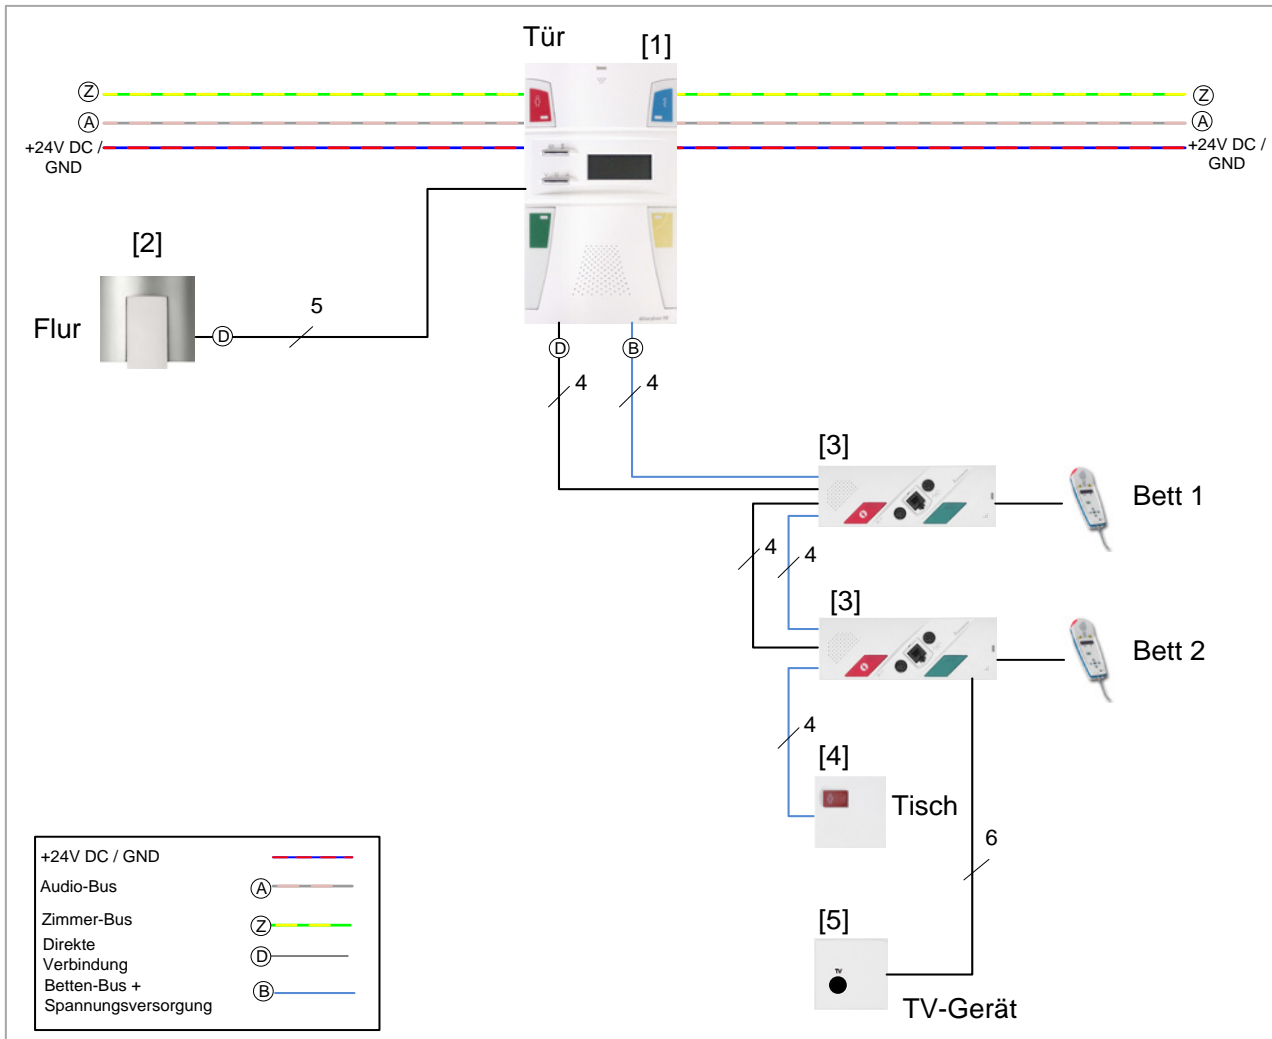 Tür
[1]
Z
Z
A
A
+24V DC /
GND
+24V DC /
GND
[2]
Flur
D
5
D
B
4
4
[3]
Bett 1
4
4
[3]
Bett 2
4
[4]
Tisch
6
[5]
TV
TV-Gerät
+24V DC / GND
Audio-Bus
A
Zimmer-Bus
Z
Direkte
Verbindung
D
Betten-Bus +
Spannungsversorgung
B